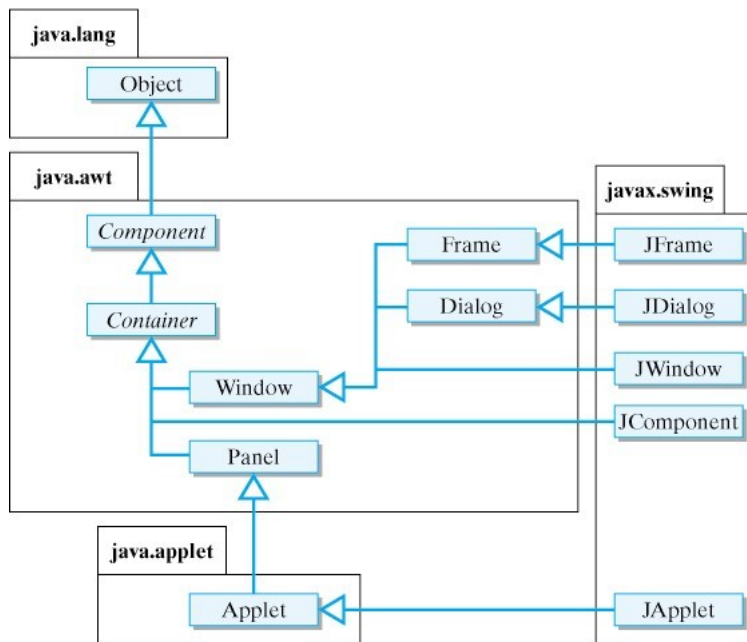 java.lang
Object
java.awt
javax.swing
Component
Frame
JFrame
Container
Dialog
JDialog
Window
JWindow
JComponent
Panel
java.applet
Applet
JApplet